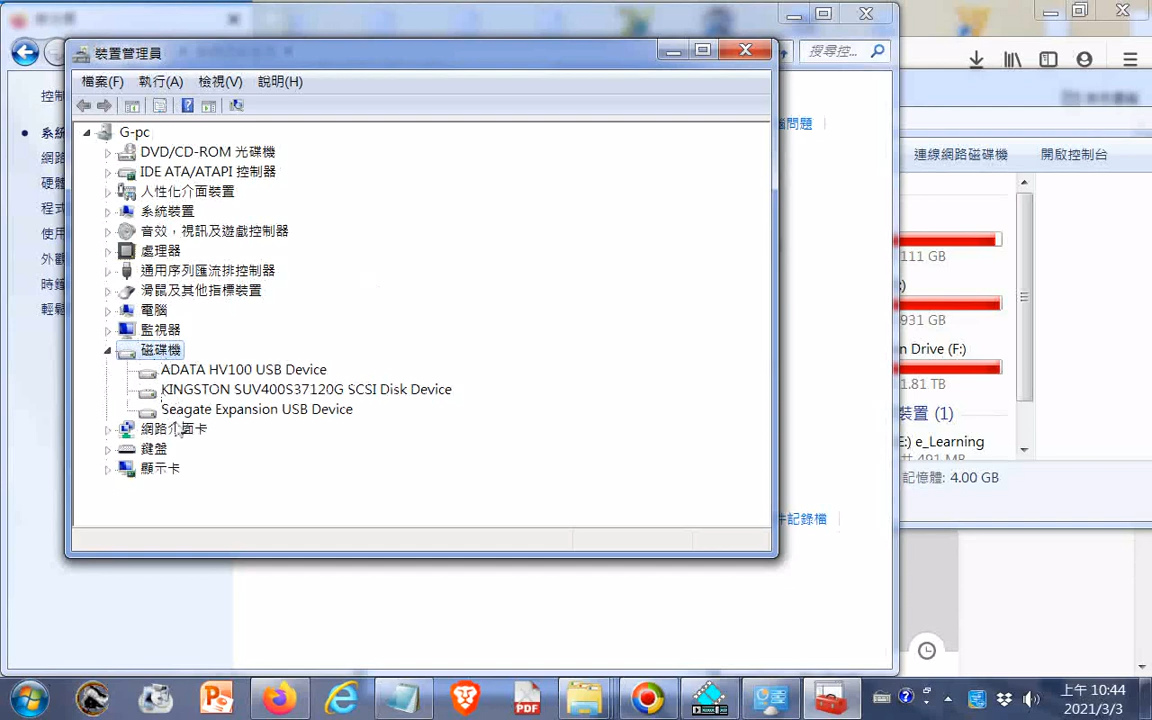 裝置管理員
搜尋控...
檔案(F) 執行(A) 檢視(V) 說明(H)
控制
系統
網路
硬體
程式
使用
外觀
時鐘
輕鬆
G-pc
DVD/CD-ROM 光碟機
IDE ATA/ATAPI 控制器
人性化介面裝置
系統裝置
音效，視訊及遊戲控制器
處理器
通用序列匯流排控制器
滑鼠及其他指標裝置
電腦
監視器
磁碟機
ADATA HV100 USB Device
KINGSTON SUV400S37120G SCSI Disk Device
Seagate Expansion USB Device
網路介面卡
鍵盤
顯示卡
問題
件記錄檔
連線網路磁碟機 開啟控制台
111 GB
:)
931 GB
n Drive (F:)
1.81 TB
裝置 (1)
E:) e_Learning
共 491 MB
記憶體: 4.00 GB
PDF
上午 10:44
2021/3/3